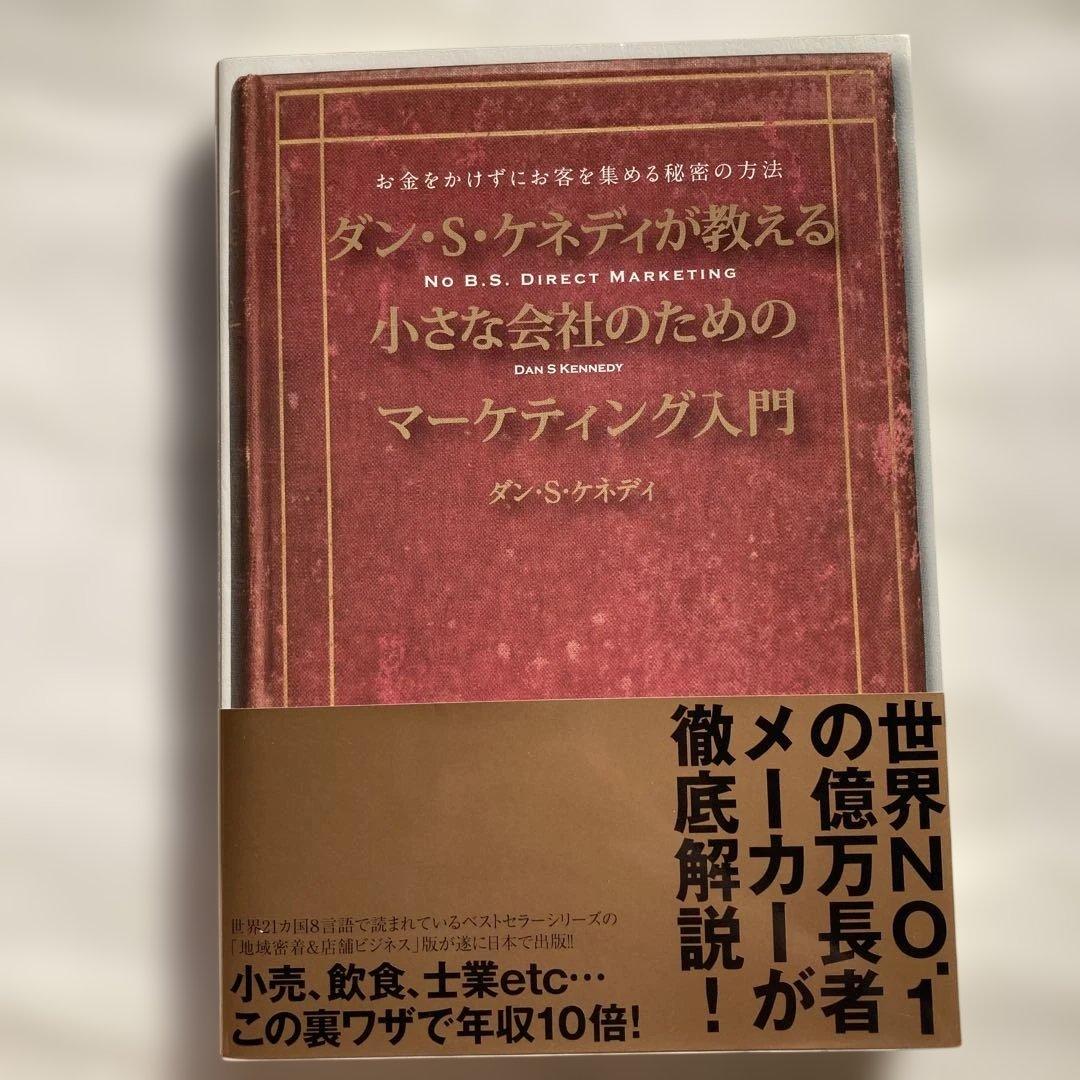 お金をかけずにお客を集める秘密の方法
ダン・S・ケネディが教える
NO B.S. DIRECT MARKETING
小さな会社のための
DAN S KENNEDY
マーケティング入門
ダン・S・ケネディ
世界NO.1
の億万長者
メーカーが
徹底解説!
世界21カ国8言語で読まれているベストセラーシリーズの
「地域密着&店舗ビジネス」版が遂に日本で出版!!
小売、飲食、士業etc…
この裏ワザで年収10倍!